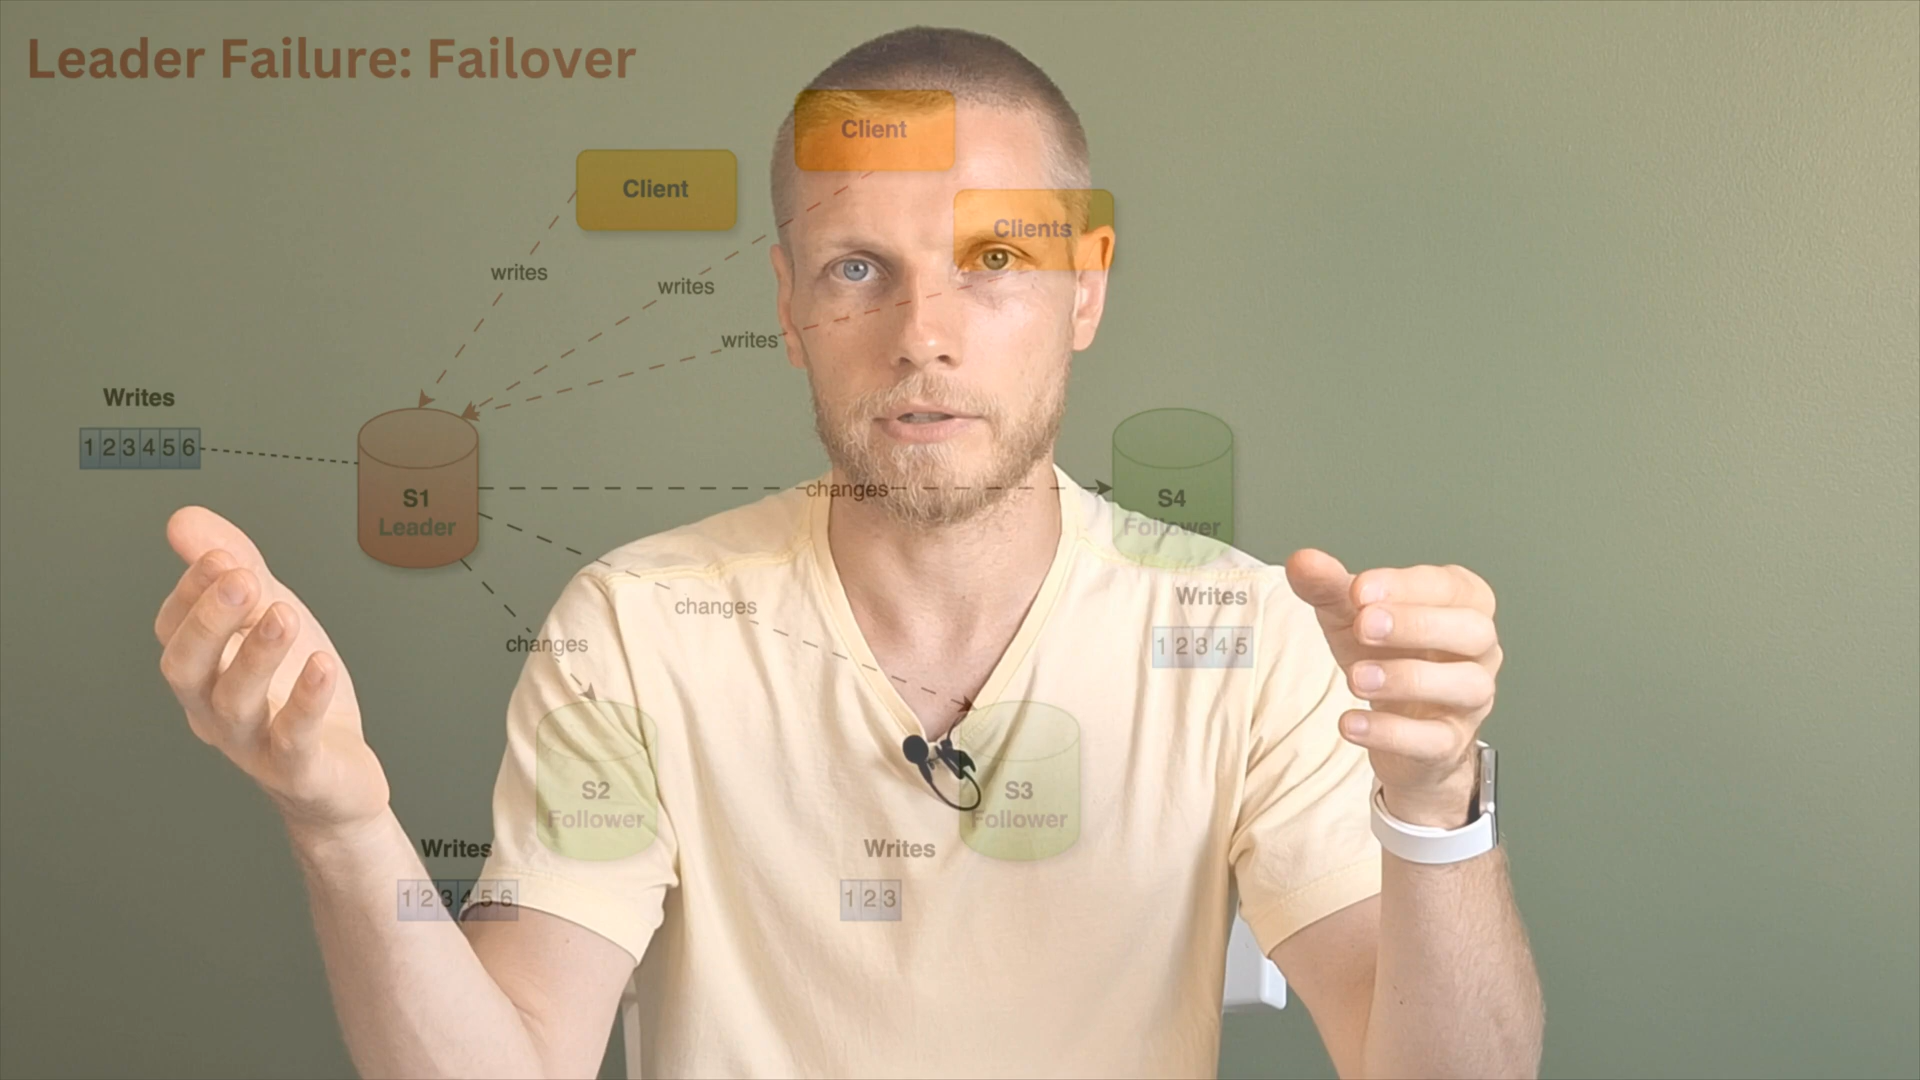 Leader Failure: Failover
Client
Client
Clients
writes
writes
writes
Writes
1 2 3 4 5 6
S1
Leader
changes
S4
Follower
changes
changes
Writes
1 2 3 4 5
S2
Follower
S3
Follower
Writes
1 2 3 4 5 6
Writes
1 2 3